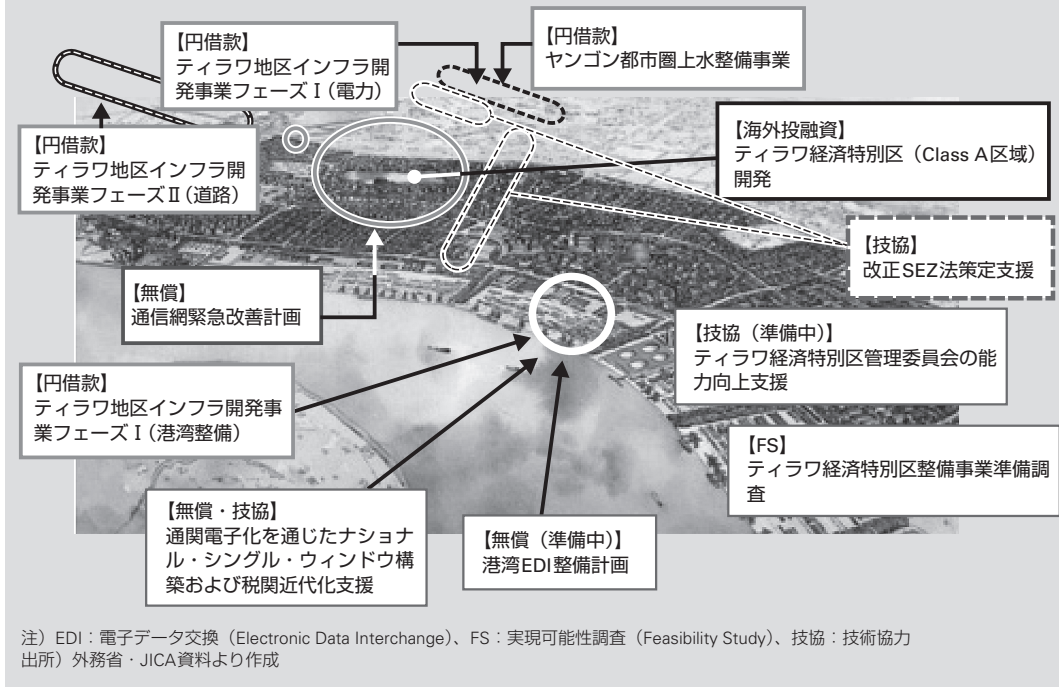 【円借款】
ティラワ地区インフラ開
発事業フェーズⅠ（電力）
【円借款】
ヤンゴン都市圏上水整備事業
【円借款】
ティラワ地区インフラ開
発事業フェーズⅡ（道路）
【海外投融資】
ティラワ経済特別区（Class A区域）
開発
【技協】
改正SEZ法策定支援
【無償】
通信網緊急改善計画
【技協（準備中）】
ティラワ経済特別区管理委員会の能
力向上支援
【円借款】
ティラワ地区インフラ開発事
業フェーズⅠ（港湾整備）
【FS】
ティラワ経済特別区整備事業準備調
査
【無償・技協】
通関電子化を通じたナショナ
ル・シングル・ウィンドウ構
築および税関近代化支援
【無償（準備中）】
港湾EDI整備計画
注）EDI：電子データ交換（Electronic Data Interchange）、FS：実現可能性調査（Feasibility Study）、技協：技術協力
出所）外務省・JICA資料より作成